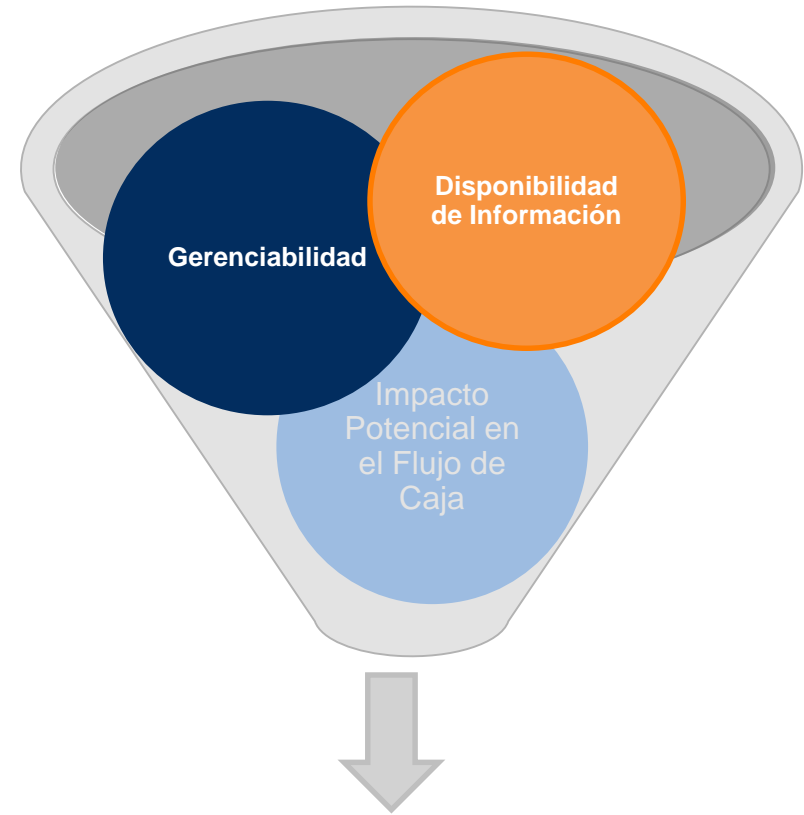 Disponibilidad
de Información
Gerenciabilidad
Impacto
Potencial en
el Flujo de
Caja